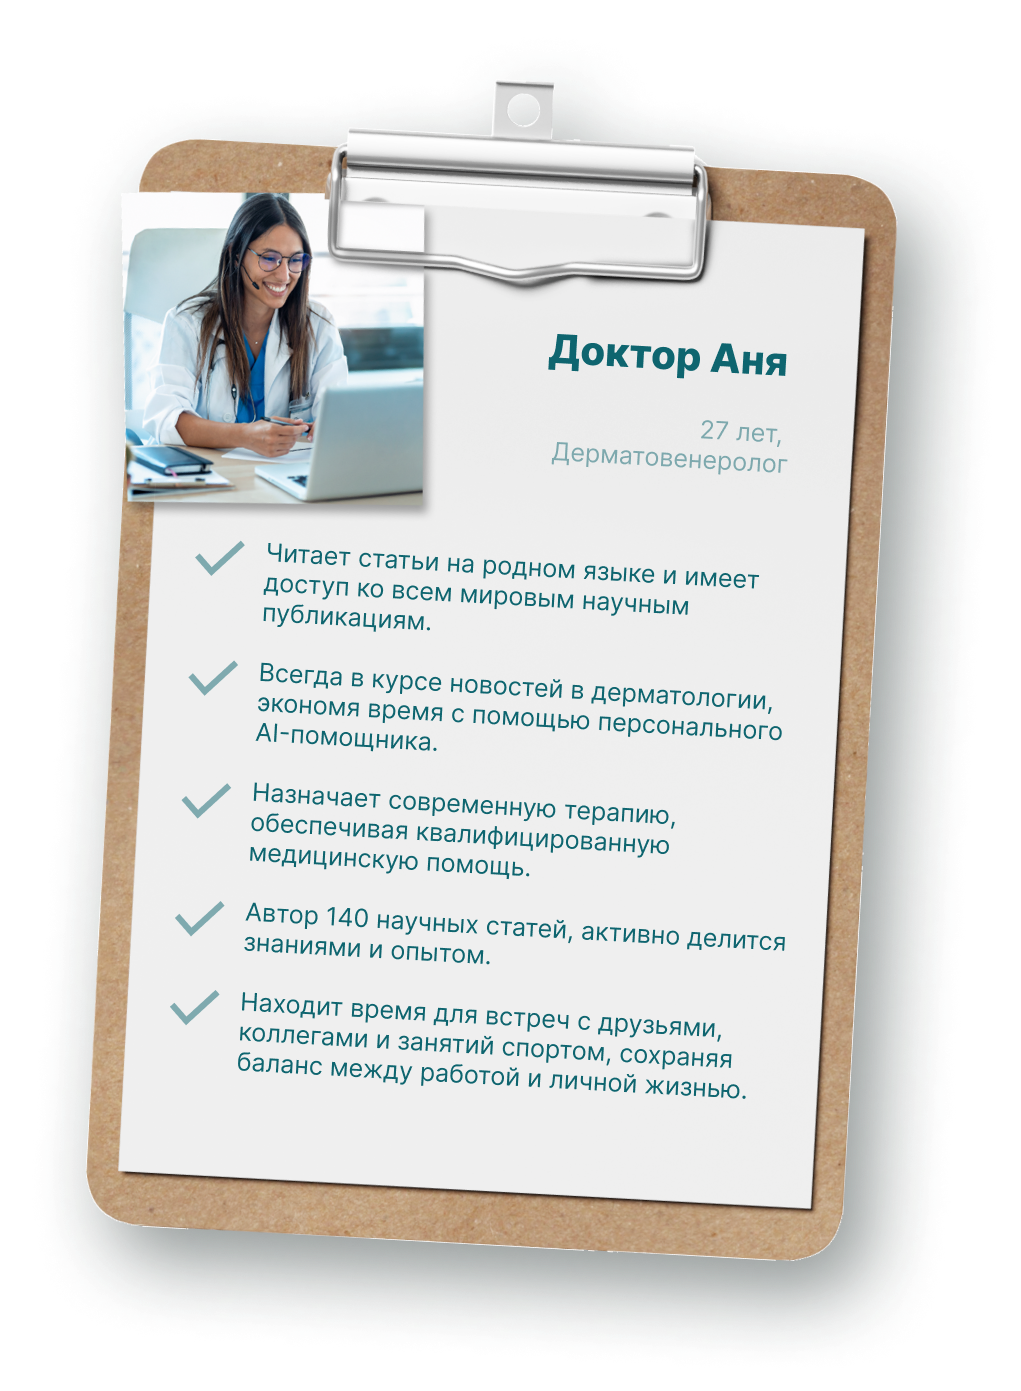 Доктор Аня
27 лет,
Дерматовенеролог
Читает статьи на родном языке и имеет
доступ ко всем мировым научным
публикациям.
Всегда в курсе новостей в дерматологии,
экономя время с помощью персонального
AI-помощника.
Назначает современную терапию,
обеспечивая квалифицированную
медицинскую помощь.
Автор 140 научных статей, активно делится
знаниями и опытом.
Находит время для встреч с друзьями,
коллегами и занятий спортом, сохраняя
баланс между работой и личной жизнью.